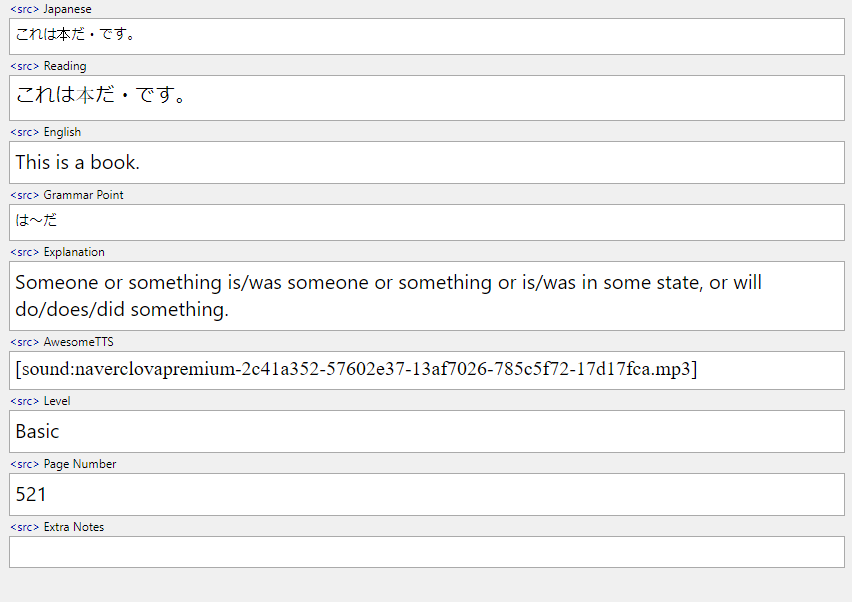 <src> Japanese
これは本だ・です。
<src> Reading
これは本だ・です。
<src> English
This is a book.
<src> Grammar Point
は～だ
<src> Explanation
Someone or something is/was someone or something or is/was in some state, or will
do/does/did something.
<src> AwesomeTTS
[sound:naverclovapremium-2c41a352-57602e37-13af7026-785c5f72-17d17fca.mp3]
<src> Level
Basic
<src> Page Number
521
<src> Extra Notes